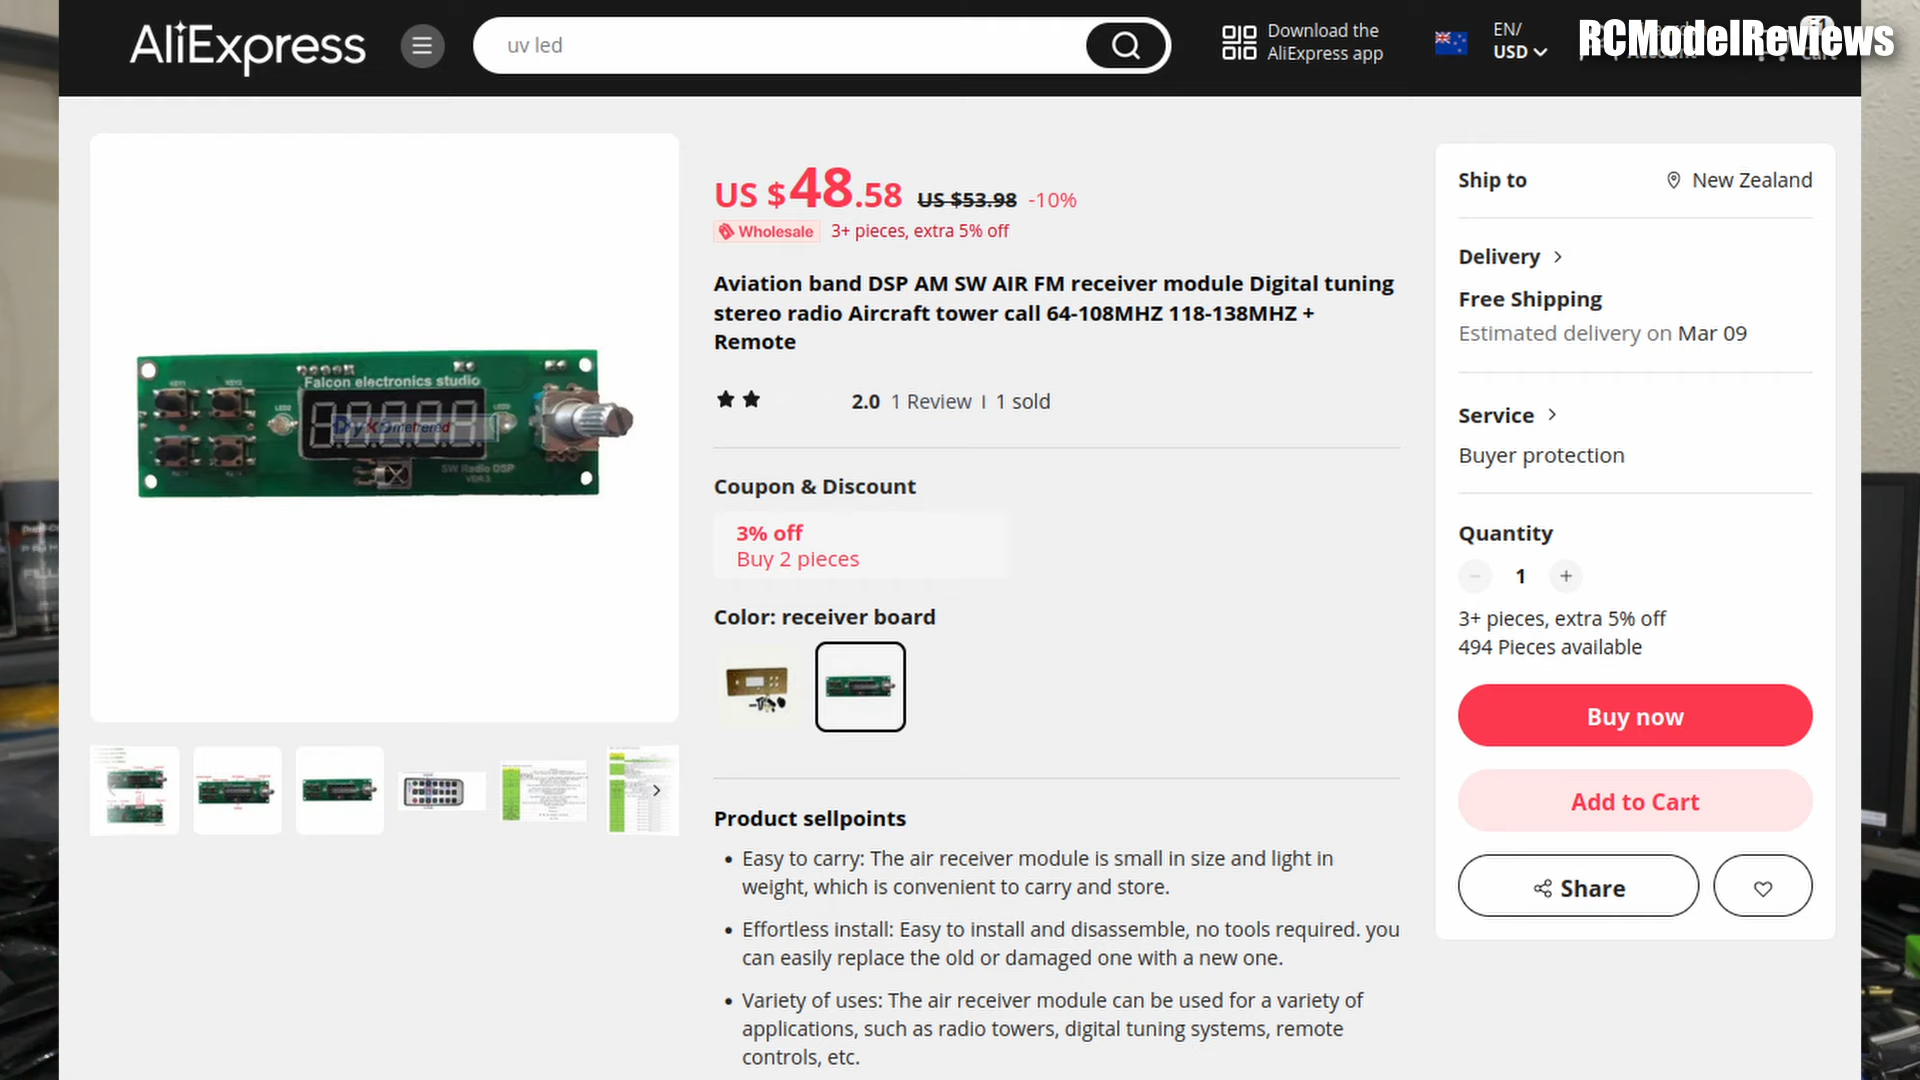 RCModelReviews
AliExpress
uv led
Download the
AliExpress app
EN/
USD
Account
Cart
US $48.58 US $53.98 -10%
Wholesale 3+ pieces, extra 5% off
Aviation band DSP AM SW AIR FM receiver module Digital tuning
stereo radio Aircraft tower call 64-108MHZ 118-138MHZ +
Remote
2.0 1 Review I 1 sold
Coupon & Discount
3% off
Buy 2 pieces
Color: receiver board
Product sellpoints
• Easy to carry: The air receiver module is small in size and light in
weight, which is convenient to carry and store.
• Effortless install: Easy to install and disassemble, no tools required. you
can easily replace the old or damaged one with a new one.
• Variety of uses: The air receiver module can be used for a variety of
applications, such as radio towers, digital tuning systems, remote
controls, etc.
Ship to New Zealand
Delivery
Free Shipping
Estimated delivery on Mar 09
Service
Buyer protection
Quantity
1
3+ pieces, extra 5% off
494 Pieces available
Buy now
Add to Cart
Share
Falcon electronics studio
KEY1 KEY2
LED2
SW Radio DSP
VER:3